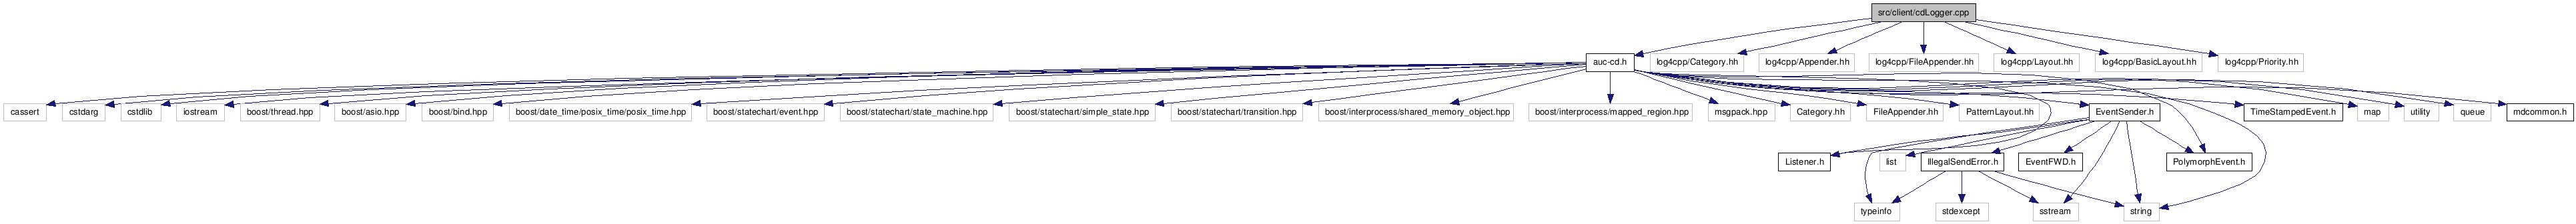 src/client/cdLogger.cpp
auc-cd.h
log4cpp/Category.hh
log4cpp/Appender.hh
log4cpp/FileAppender.hh
log4cpp/Layout.hh
log4cpp/BasicLayout.hh
log4cpp/Priority.hh
cassert
cstdarg
cstdlib
iostream
boost/thread.hpp
boost/asio.hpp
boost/bind.hpp
boost/date_time/posix_time/posix_time.hpp
boost/statechart/event.hpp
boost/statechart/state_machine.hpp
boost/statechart/simple_state.hpp
boost/statechart/transition.hpp
boost/interprocess/shared_memory_object.hpp
boost/interprocess/mapped_region.hpp
msgpack.hpp
Category.hh
FileAppender.hh
PatternLayout.hh
EventSender.h
TimeStampedEvent.h
map
utility
queue
mdcommon.h
Listener.h
list
IllegalSendError.h
EventFWD.h
PolymorphEvent.h
typeinfo
stdexcept
sstream
string